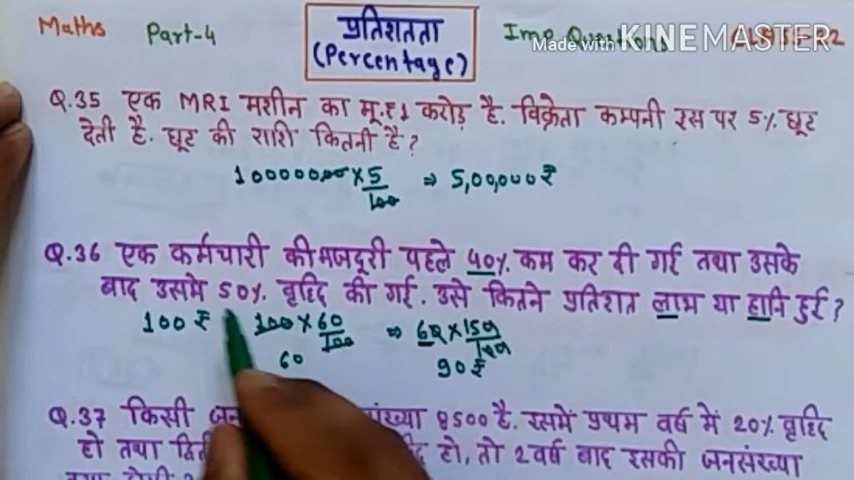 Maths Part-4 प्रतिशतता Imp. Questions
(Percentage)
Made with KINEMASTER
Q.35 एक MRI मशीन का मू.₹1 करोड़ है. विक्रेता कम्पनी इस पर 5% छूट
देती है. छूट की राशि कितनी है?
10000000 × 5/100 ⇒ 5,00,000₹
Q.36 एक कर्मचारी की मजदूरी पहले 40% कम कर दी गई तथा उसके
बाद उसमे 50% वृद्दि की गई. उसे कितने प्रतिशत लाभ या हानि हुई?
100₹ 100 × 60/100 ⇒ 60 × 150/100
60 90₹
Q.37 किसी 8500 है. इसमें प्रथम वर्ष में 20% वृद्दि
हो तथा हो, तो 2 वर्ष बाद इसकी जनसंख्या